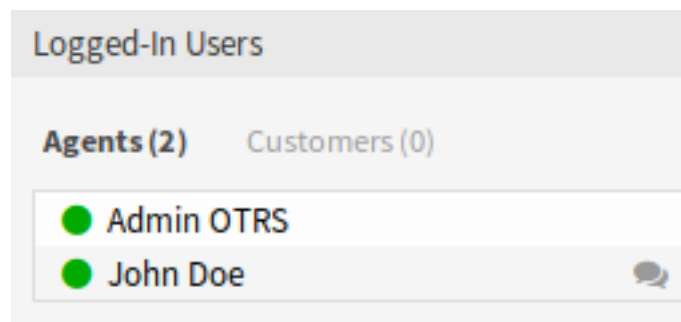 Logged-In Users
Agents (2) Customers (0)
Admin OTRS
John Doe